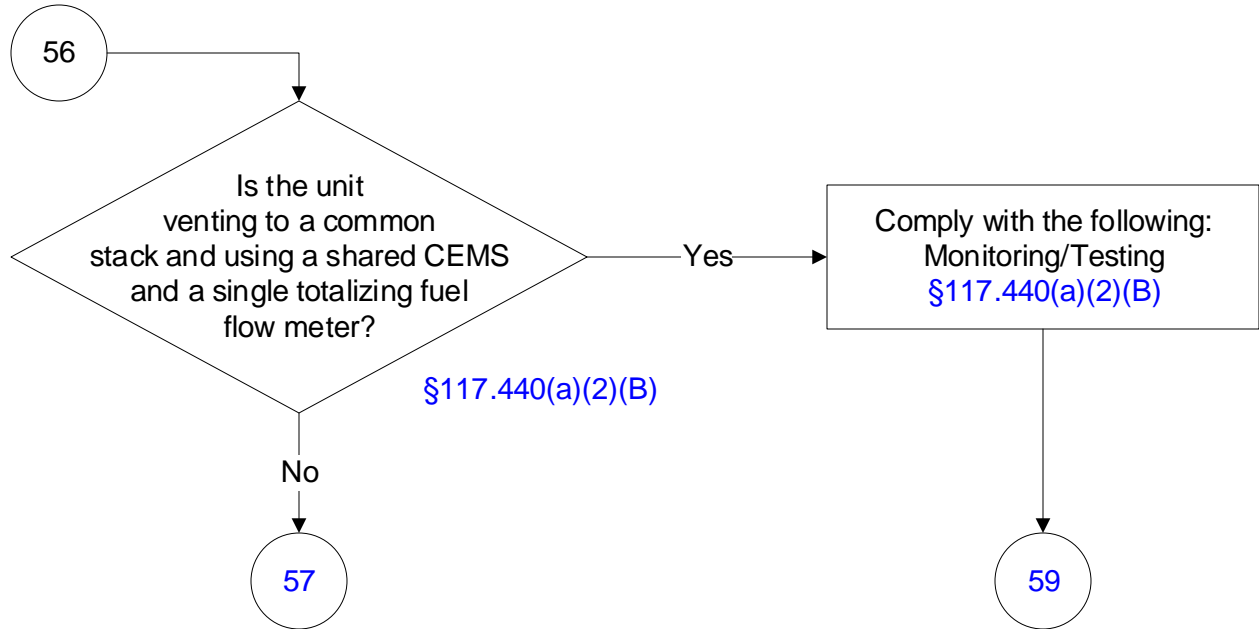 56
Is the unit
venting to a common
stack and using a shared CEMS
and a single totalizing fuel
flow meter?
Yes
Comply with the following:
Monitoring/Testing
§117.440(a)(2)(B)
§117.440(a)(2)(B)
No
57
59